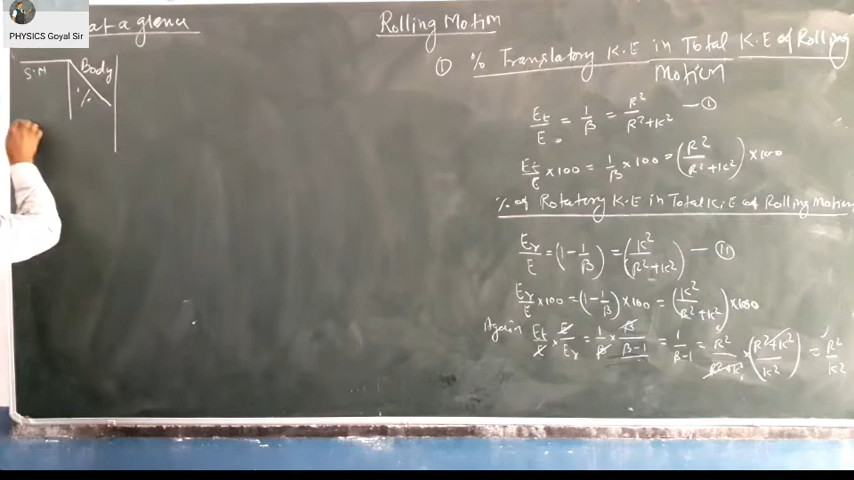 PHYSICS Goyal Sir
at a glance
S.N
Body
%
Rolling Motion
① % Translatory K.E in Total K.E of Rolling
Motion
Et/E = 1/β = R²/R²+K² —①
Et/E ×100 = 1/β ×100 = (R²/R²+K²)×100
% of Rotatory K.E in Total K.E of Rolling Motion
Er/E = (1-1/β) = (K²/R²+K²) —⑪
Er/E ×100 = (1-1/β)×100 = (K²/R²+K²)×100
Again Et/E × E/Er = 1/β × β/β-1 = 1/β-1 = R²/R²+K² × (R²+K²/K²) = R²/K²